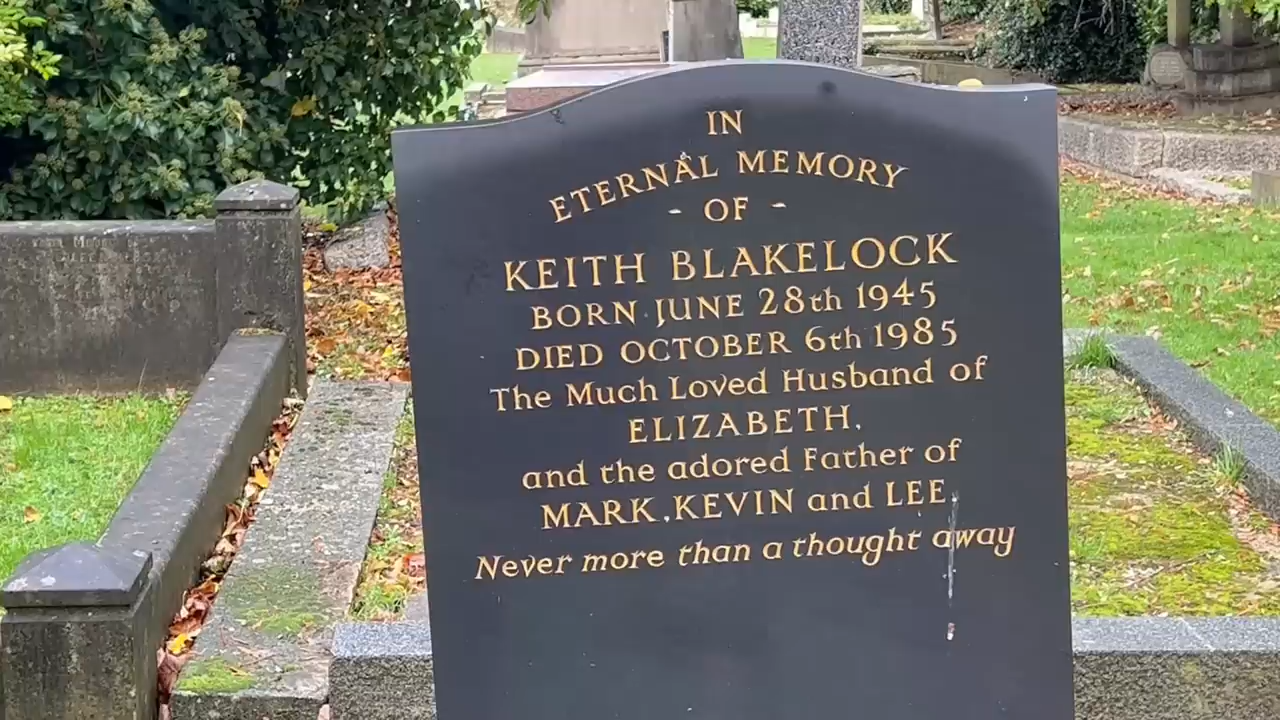 IN
ETERNAL MEMORY
- OF -
KEITH BLAKELOCK
BORN JUNE 28th 1945
DIED OCTOBER 6th 1985
The Much Loved Husband of
ELIZABETH,
and the adored Father of
MARK, KEVIN and LEE,
Never more than a thought away